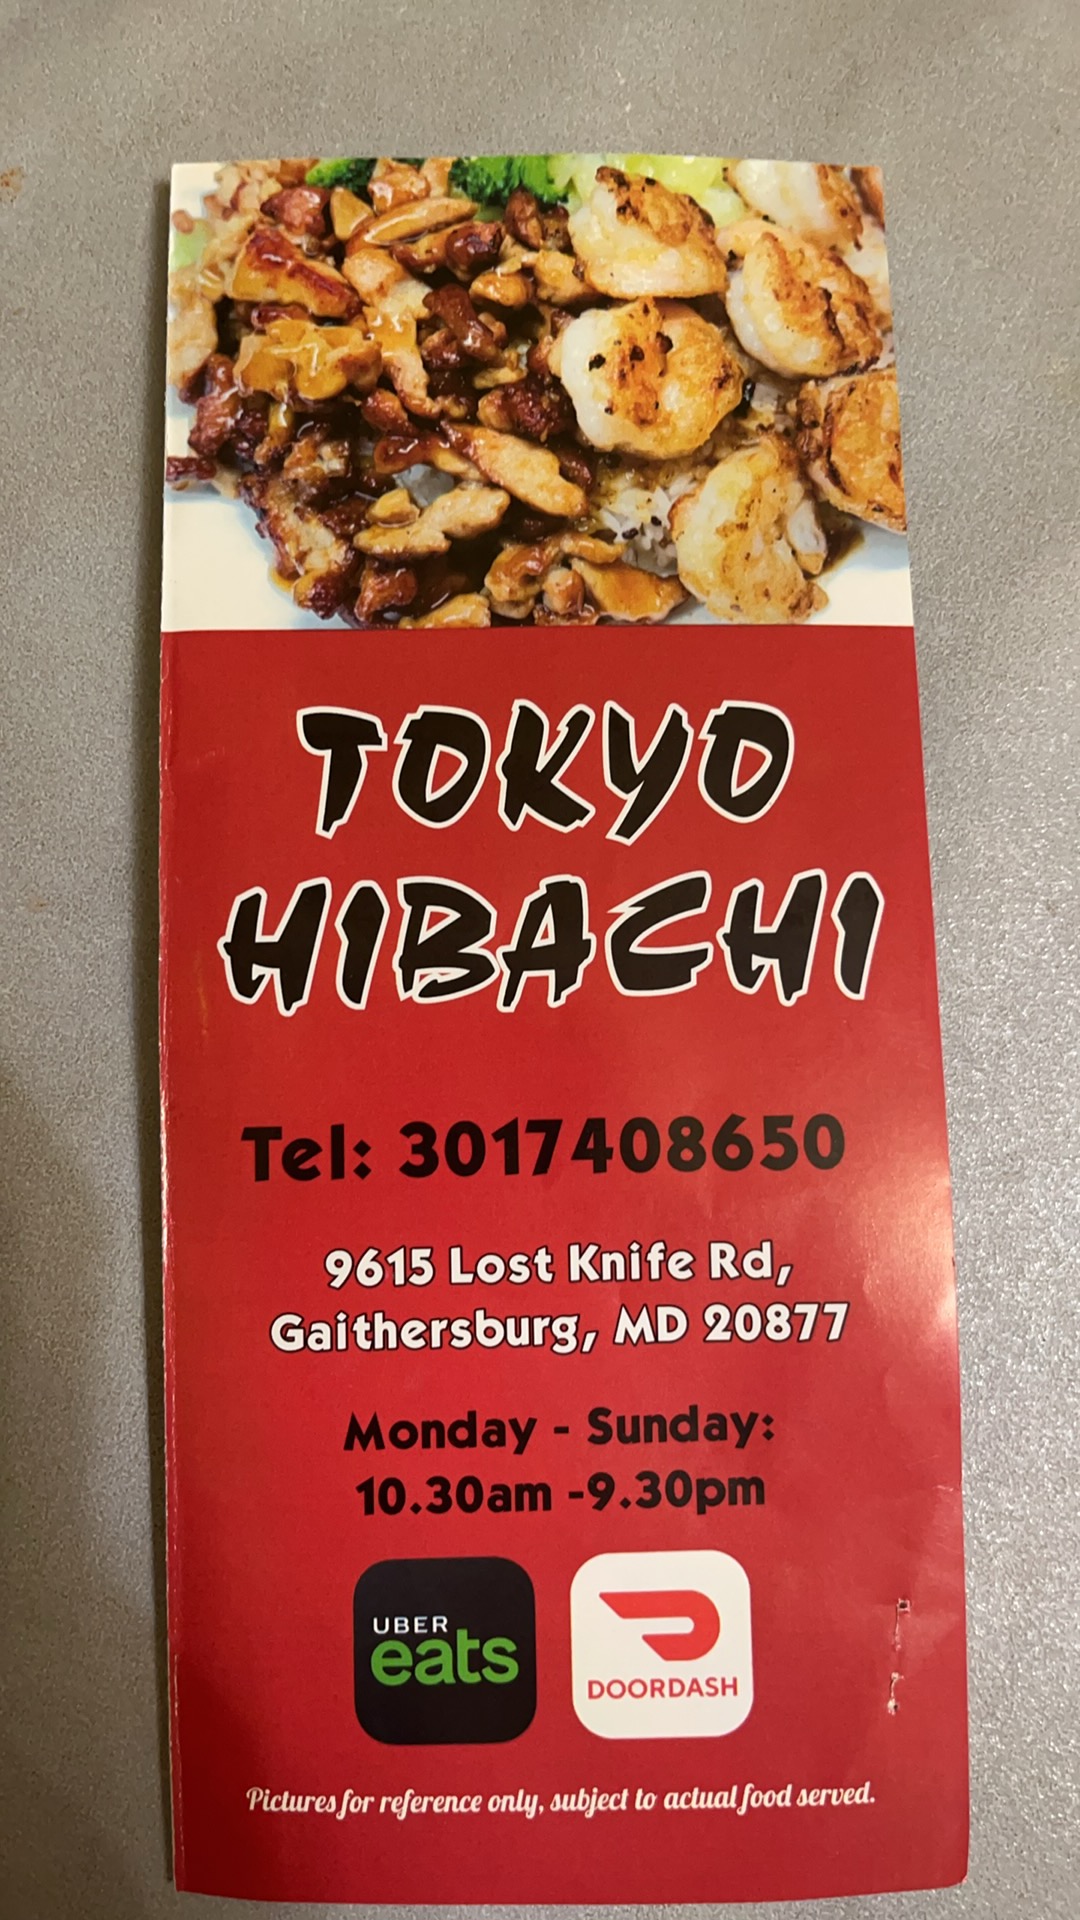 TOKYO
HIBACHI
Tel: 3017408650
9615 Lost Knife Rd,
Gaithersburg, MD 20877
Monday - Sunday:
10.30am -9.30pm
UBER
eats
DOORDASH
Pictures for reference only, subject to actual food served.